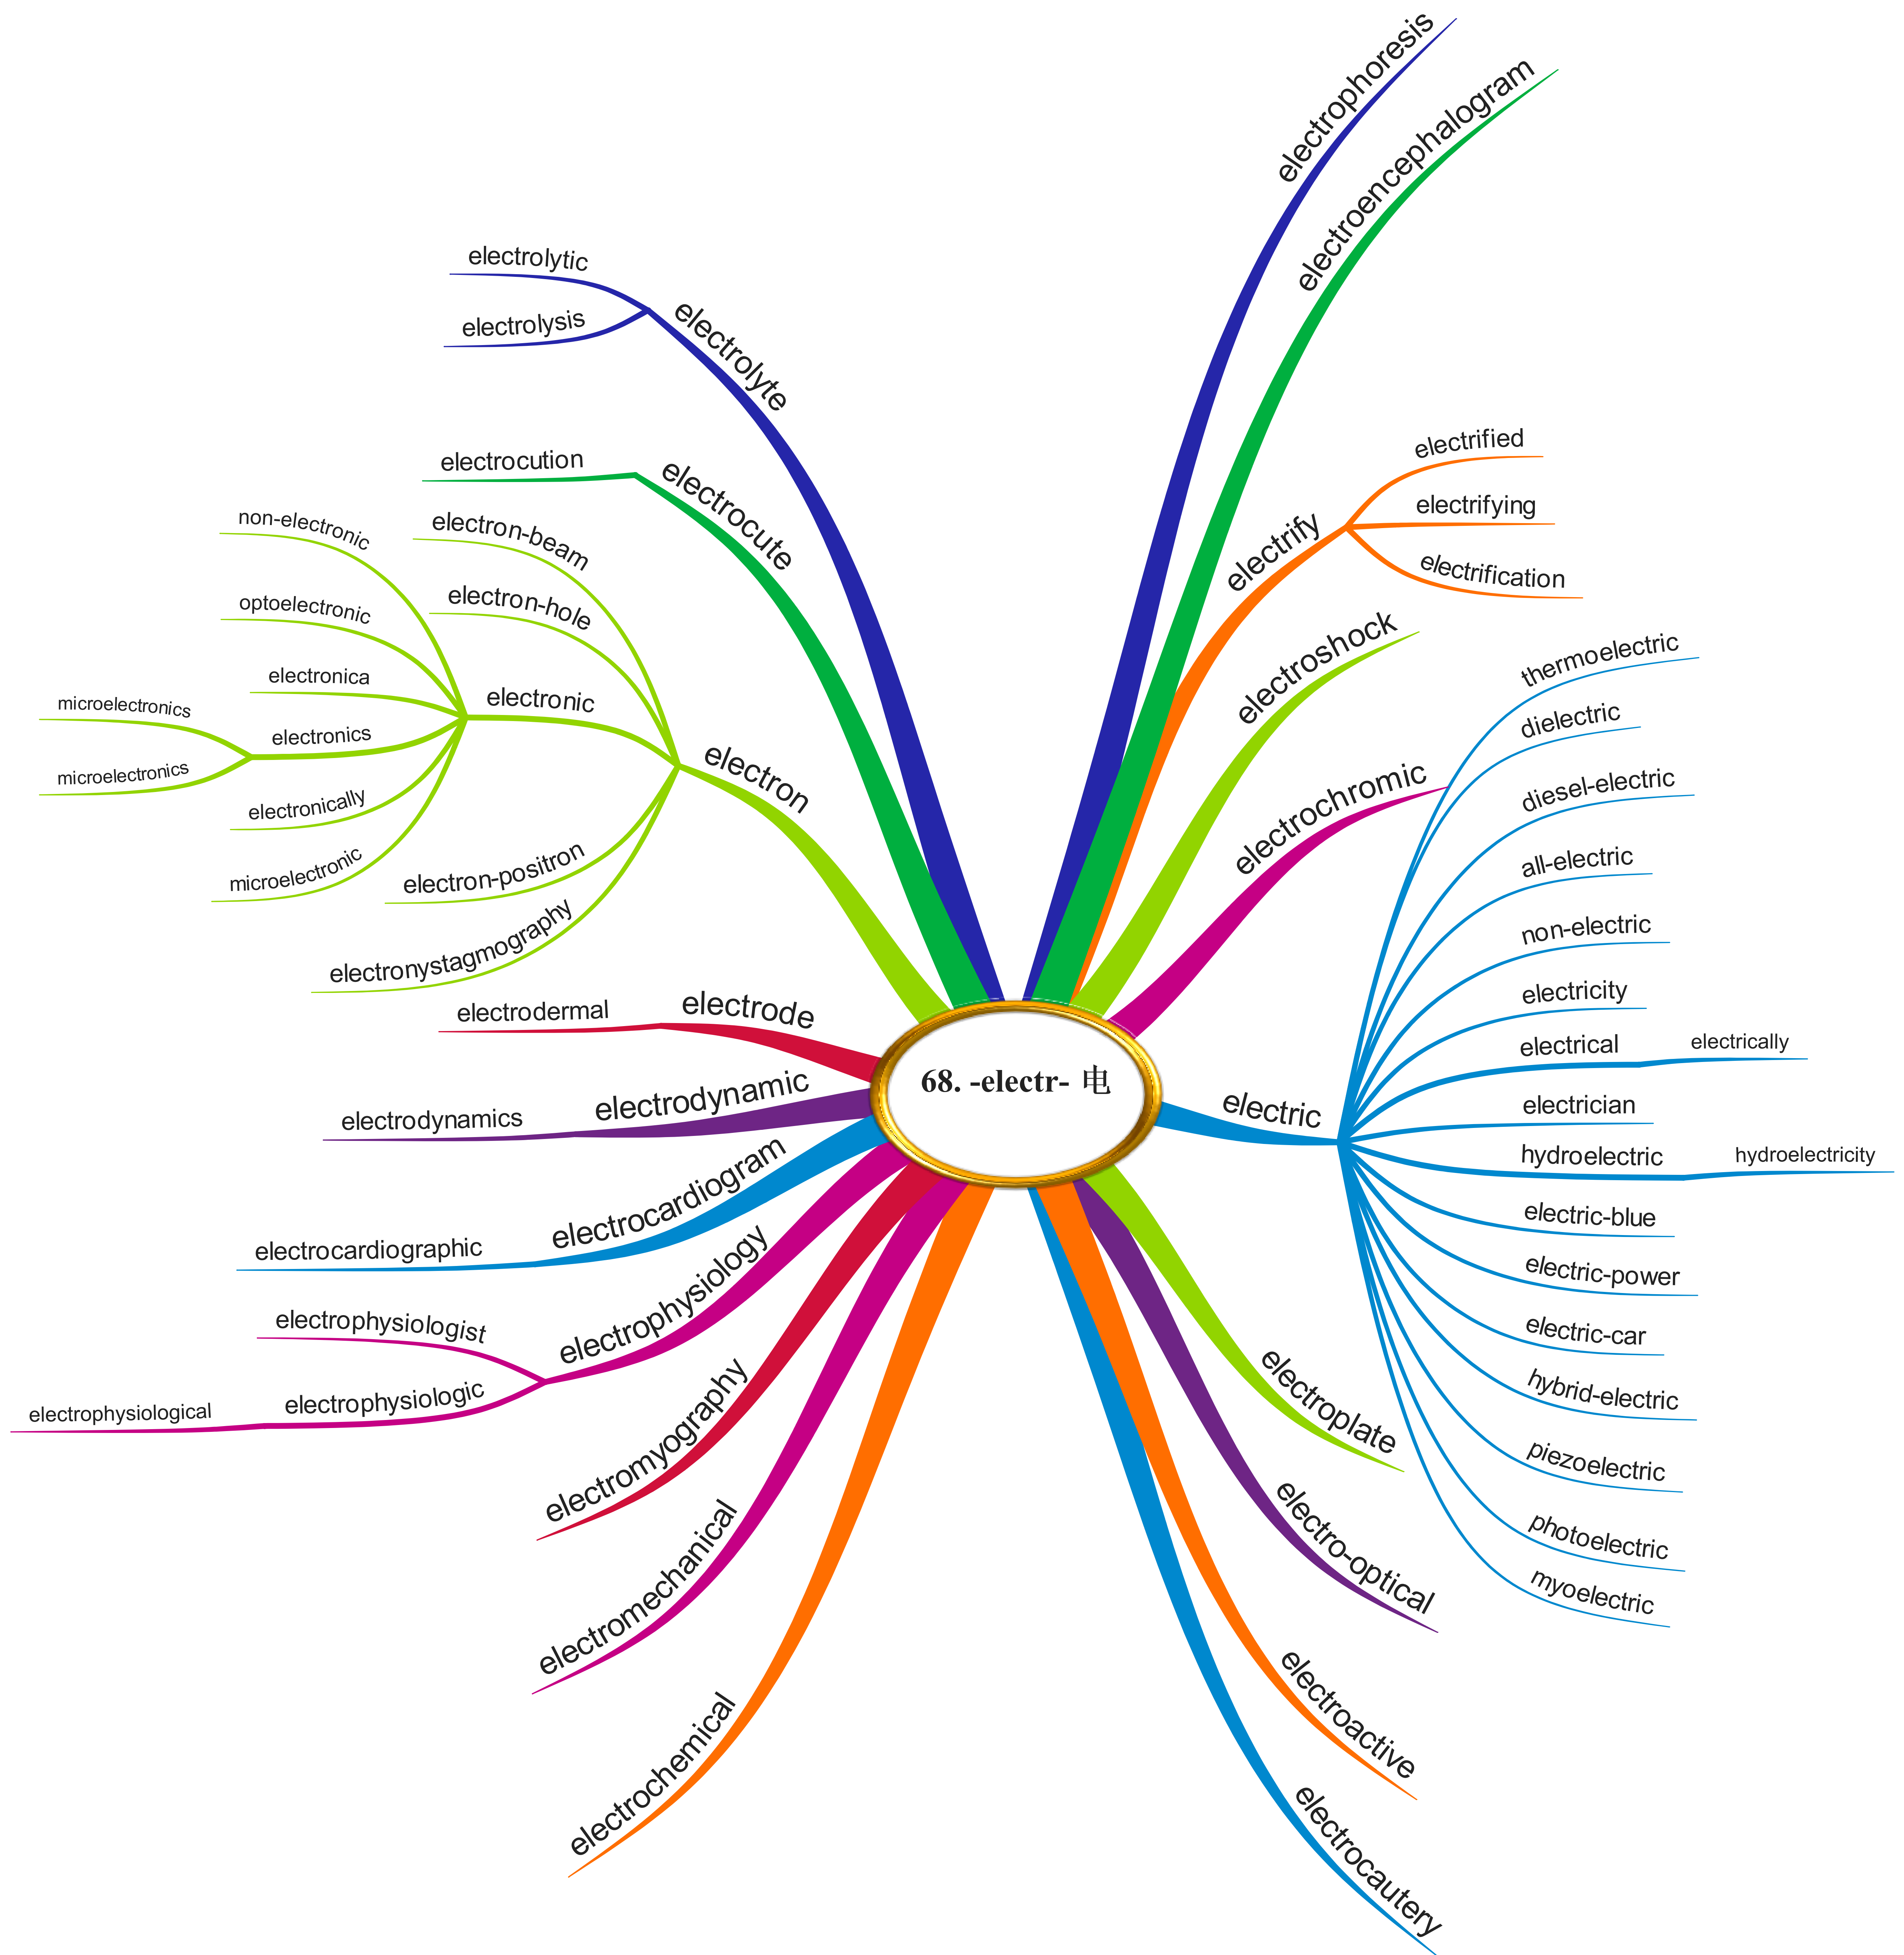 68. -electr- 电
electrophoresis
electroencephalogram
electrify
electrified
electrifying
electrification
electroshock
electrochromic
electric
thermoelectric
dielectric
diesel-electric
all-electric
non-electric
electricity
electrical
electrically
electrician
hydroelectric
hydroelectricity
electric-blue
electric-power
electric-car
hybrid-electric
piezoelectric
photoelectric
myoelectric
electroplate
electro-optical
electroactive
electrocautery
electrolyte
electrolytic
electrolysis
electrocute
electrocution
electron
electron-beam
electron-hole
electronic
non-electronic
optoelectronic
electronica
electronics
microelectronics
microelectronics
electronically
microelectronic
electron-positron
electronystagmography
electrode
electrodermal
electrodynamic
electrodynamics
electrocardiogram
electrocardiographic
electrophysiology
electrophysiologist
electrophysiologic
electrophysiological
electromyography
electromechanical
electrochemical